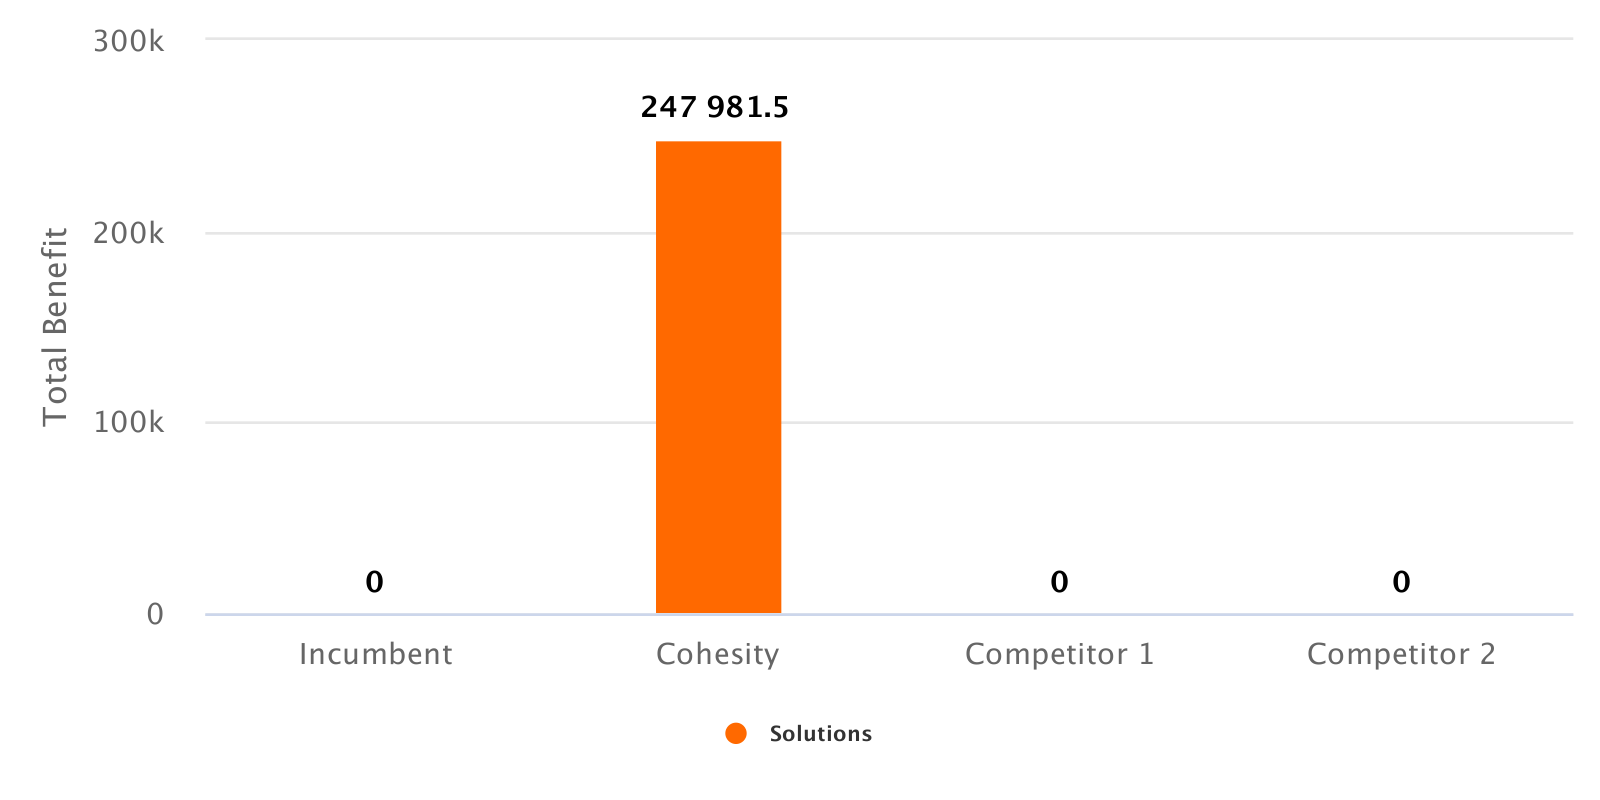 300k
247 981.5
200k
Total Benefit
100k
0
0
0
0
Incumbent
Cohesity
Competitor 1
Competitor 2
Solutions